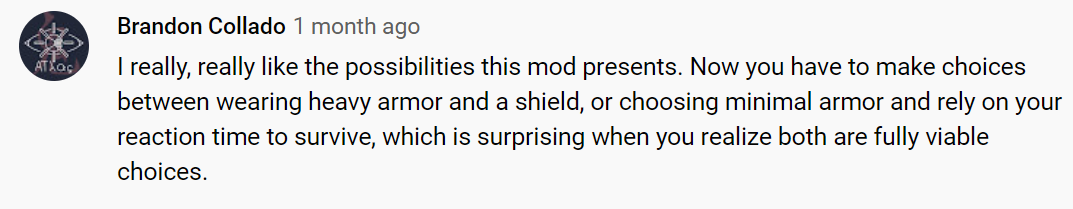 Brandon Collado 1 month ago
I really, really like the possibilities this mod presents. Now you have to make choices
between wearing heavy armor and a shield, or choosing minimal armor and rely on your
reaction time to survive, which is surprising when you realize both are fully viable
choices.